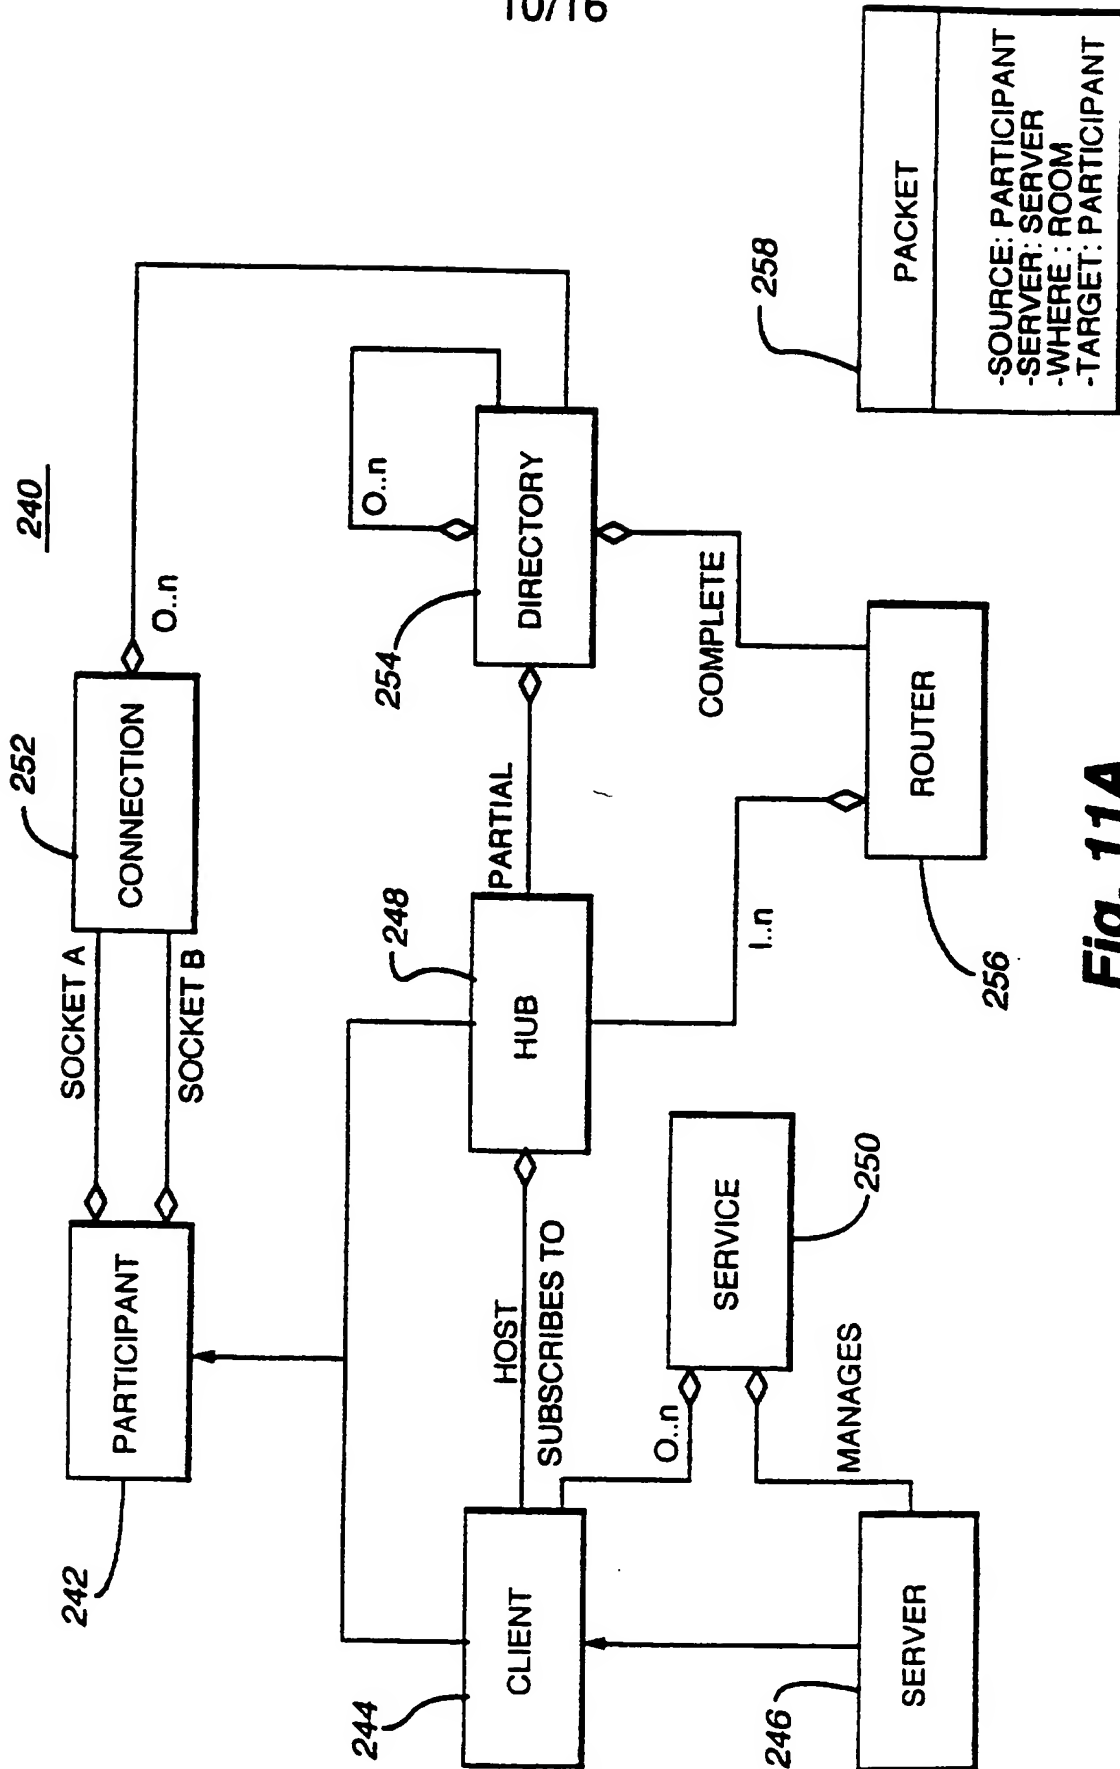 10/16
240
252
CONNECTION
O..n
SOCKET A
SOCKET B
PARTICIPANT
242
O..n
DIRECTORY
254
PARTIAL
248
HUB
COMPLETE
HOST
SUBSCRIBES TO
CLIENT
244
O..n
SERVICE
250
MANAGES
SERVER
246
I..n
ROUTER
256
258
PACKET
-SOURCE: PARTICIPANT
-SERVER: SERVER
-WHERE : ROOM
-TARGET: PARTICIPANT
Fig. 11A